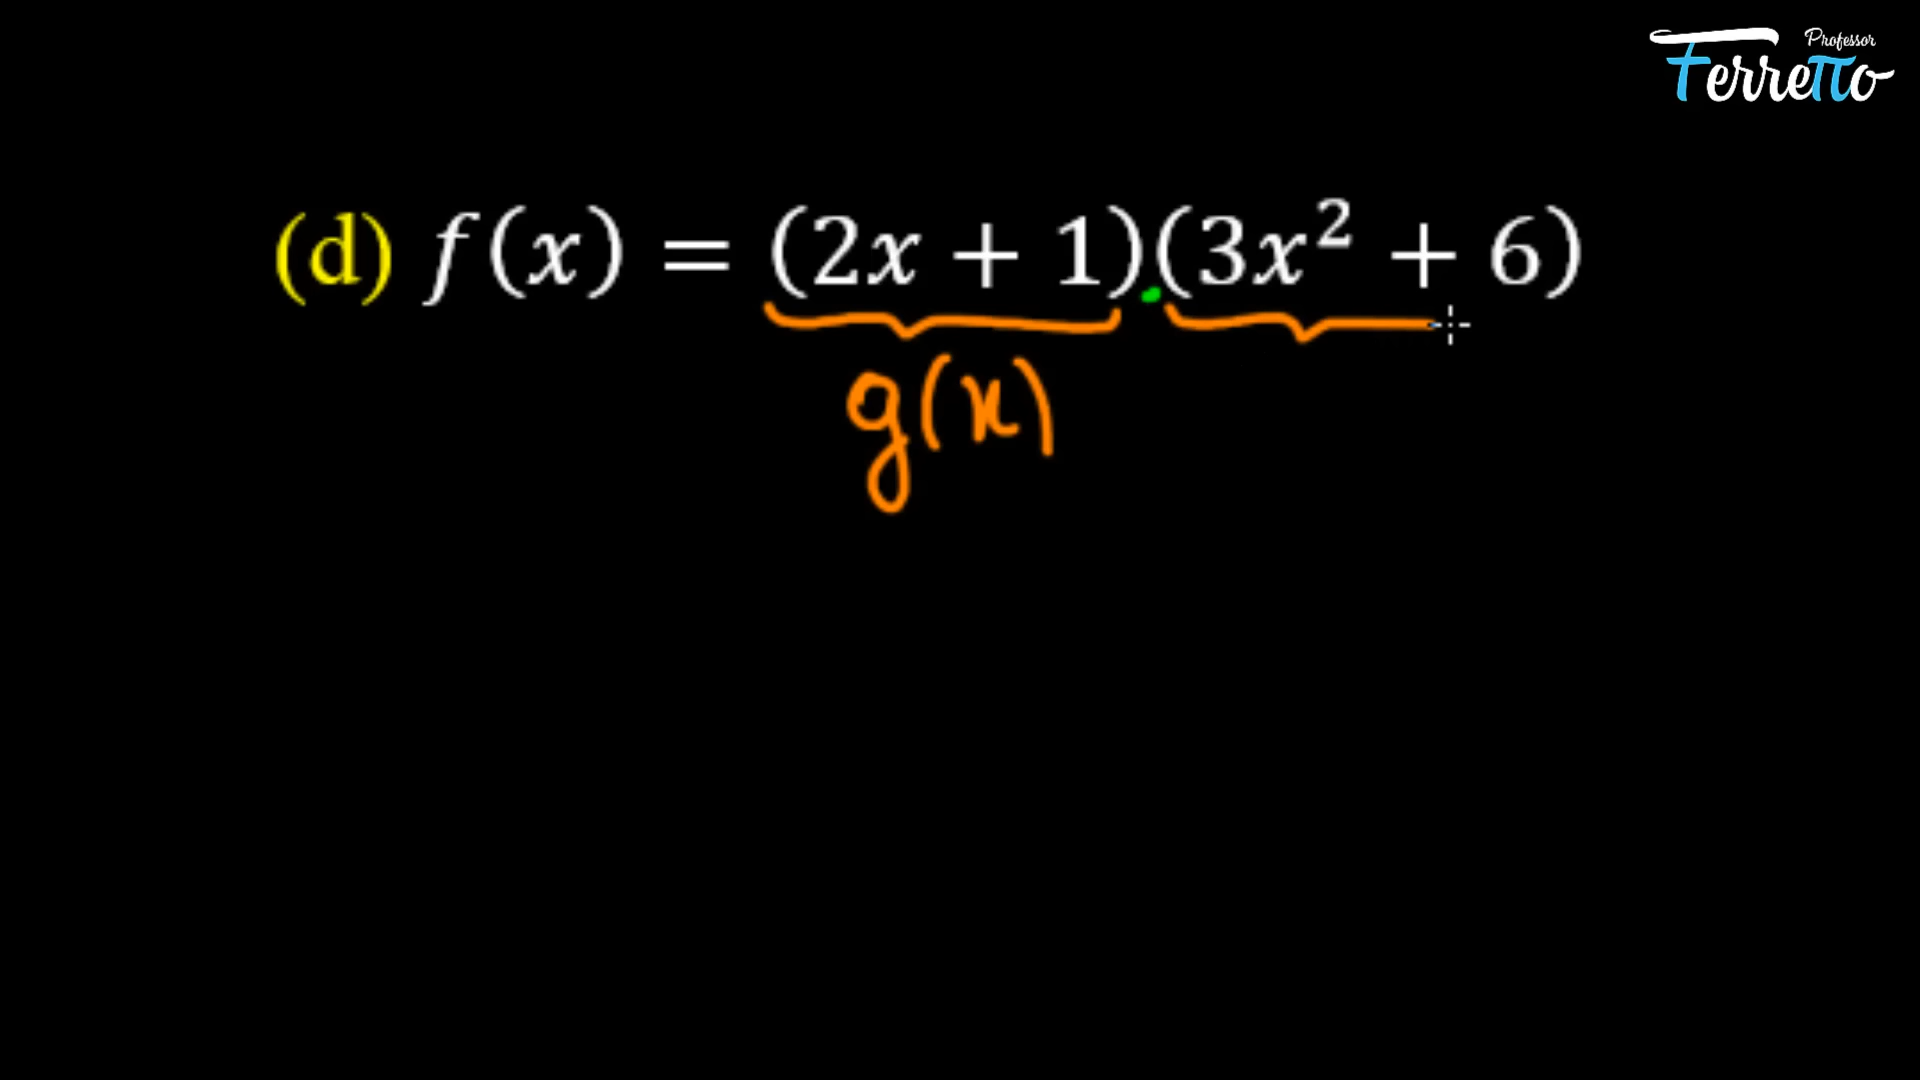 Professor
Ferretto
(d) f(x) = (2x + 1).(3x² + 6)
g(x)